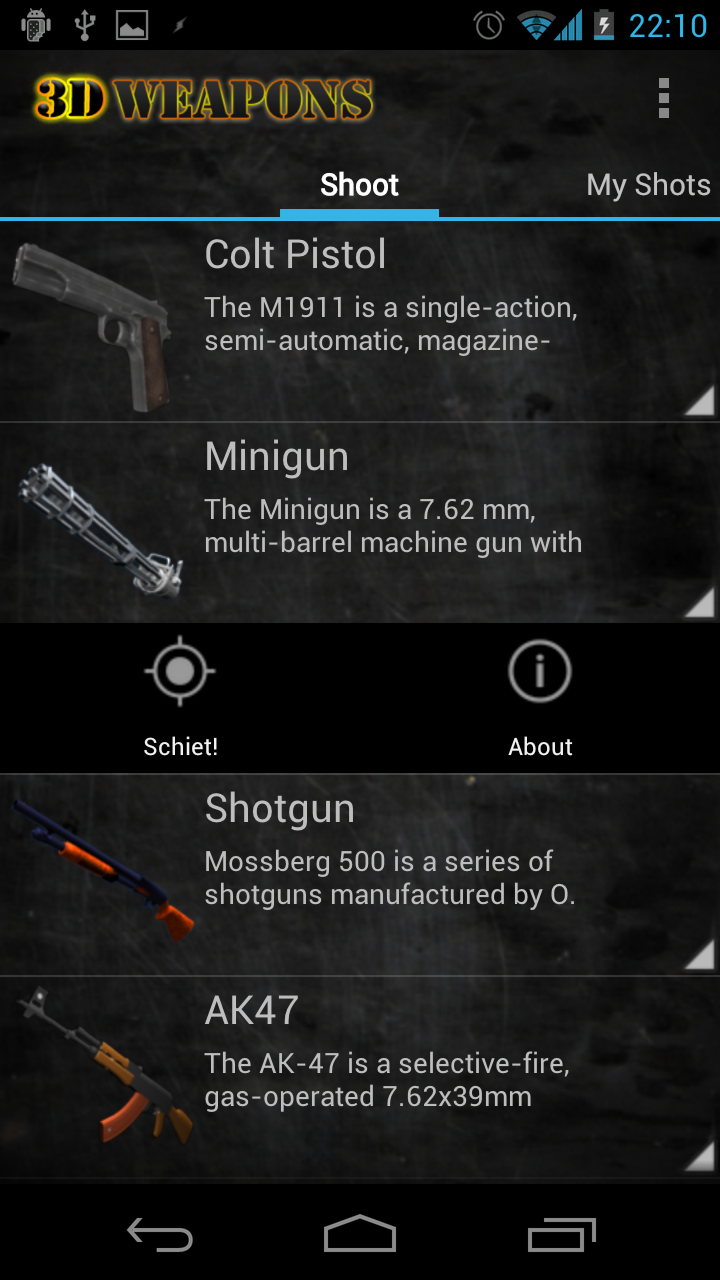 22:10
3D WEAPONS
Shoot
My Shots
Colt Pistol
The M1911 is a single-action,
semi-automatic, magazine-
Minigun
The Minigun is a 7.62 mm,
multi-barrel machine gun with
Schiet!
About
Shotgun
Mossberg 500 is a series of
shotguns manufactured by O.
AK47
The AK-47 is a selective-fire,
gas-operated 7.62x39mm